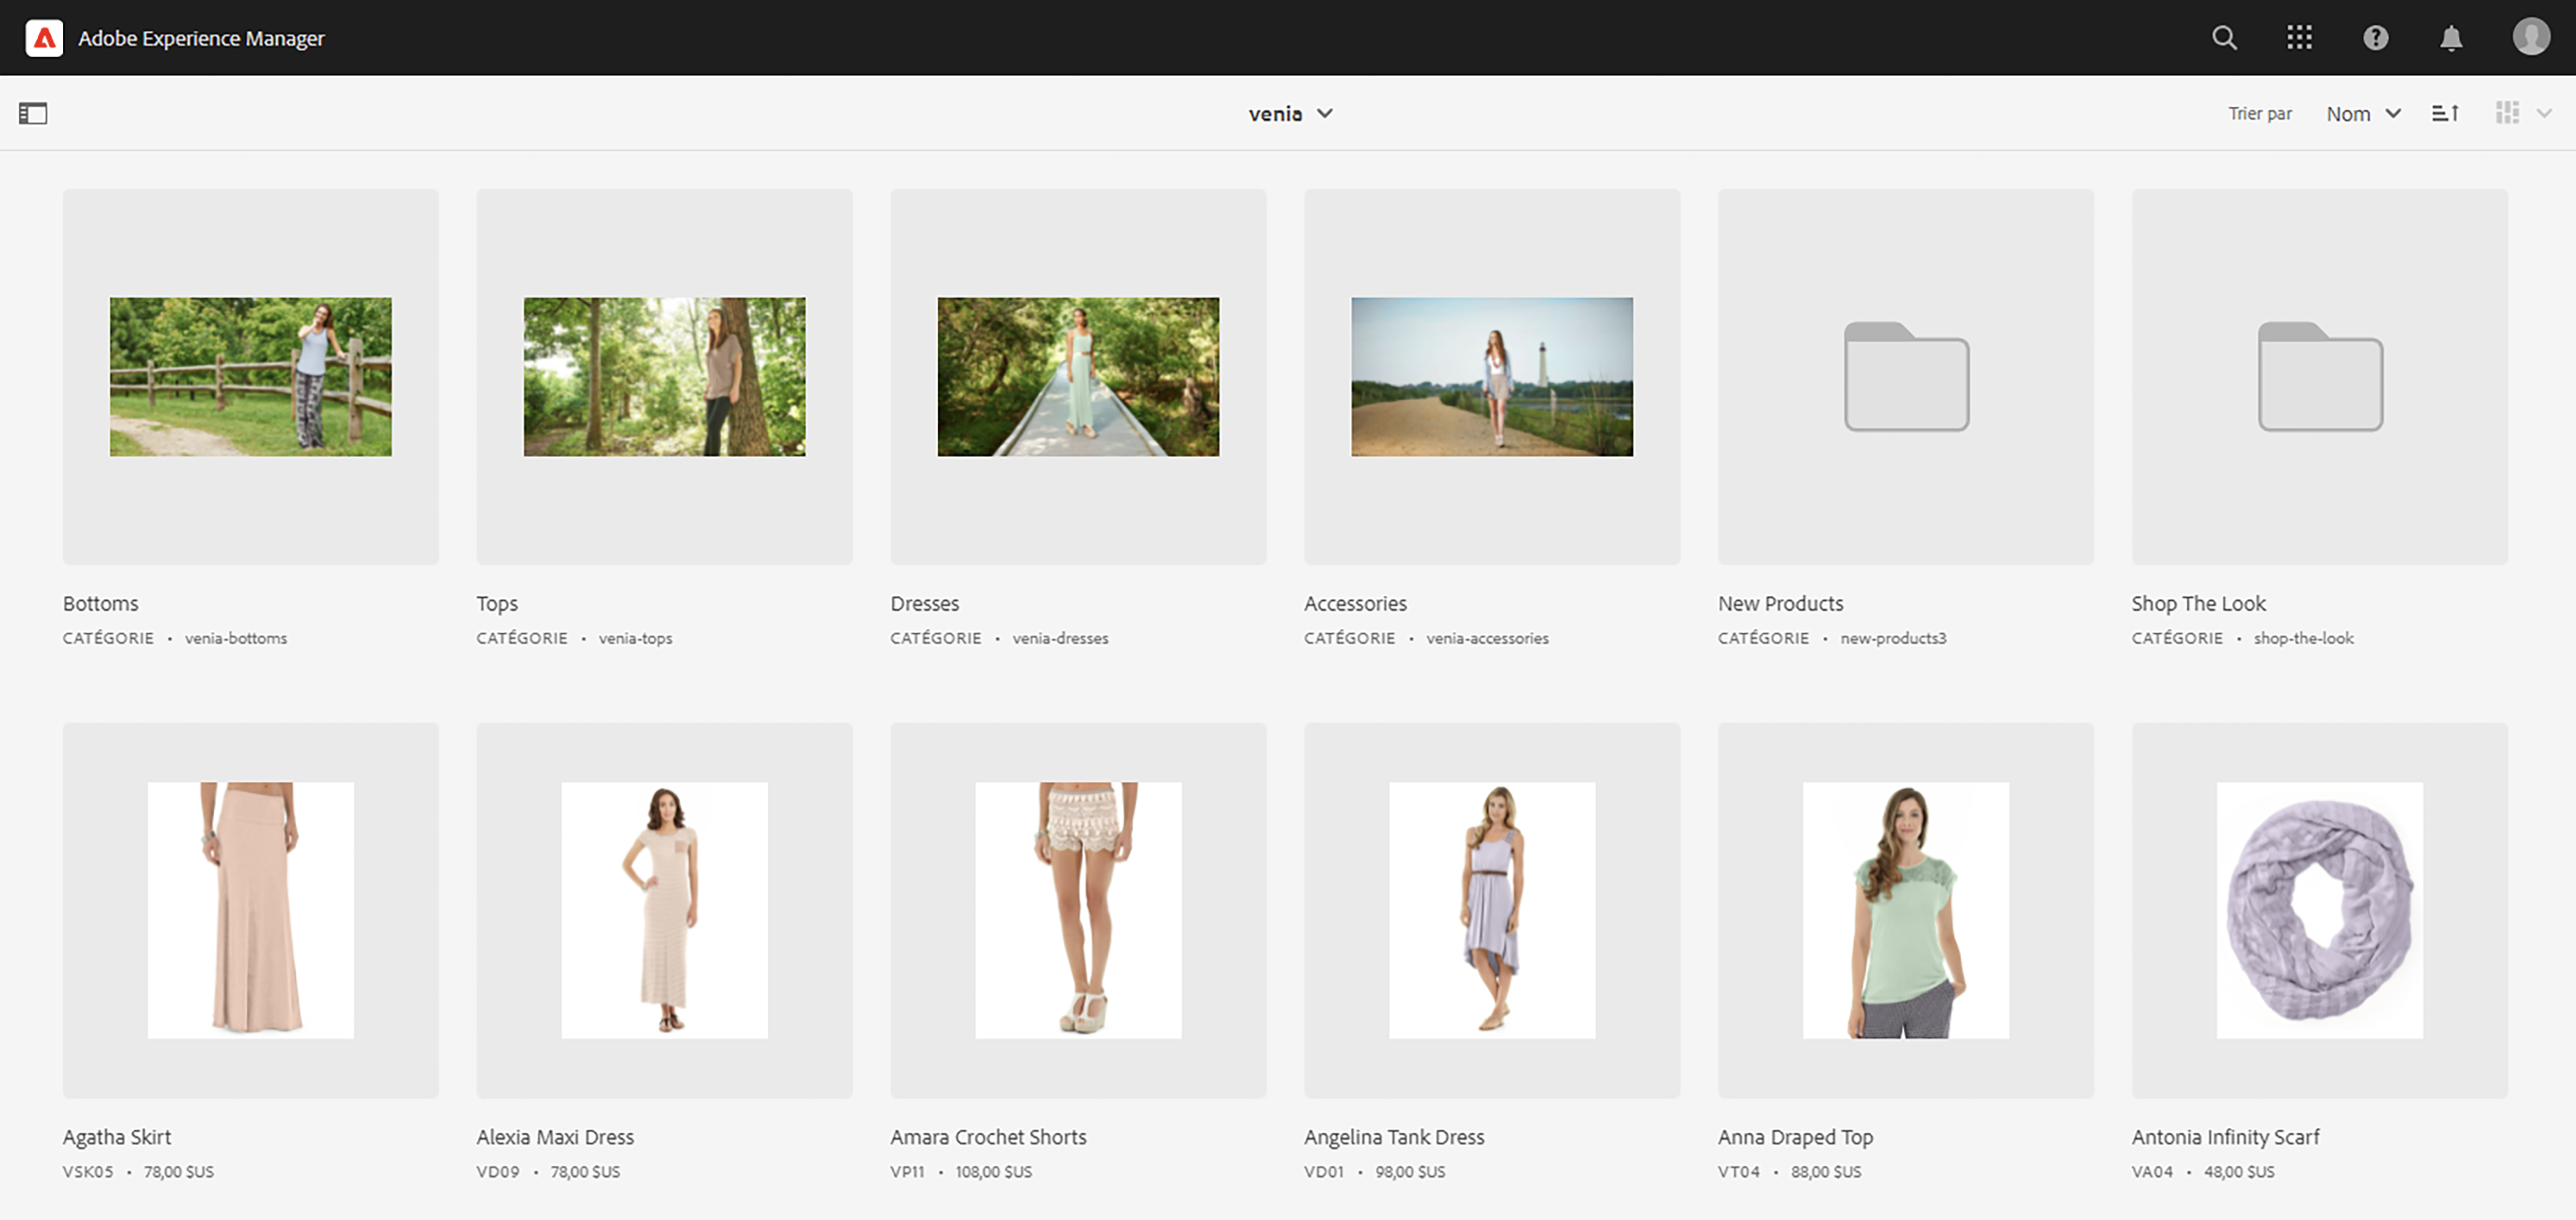 Adobe Experience Manager
venia
Trier par Nom
Bottoms
CATÉGORIE • venia-bottoms
Tops
CATÉGORIE • venia-tops
Dresses
CATÉGORIE • venia-dresses
Accessories
CATÉGORIE • venia-accessories
New Products
CATÉGORIE • new-products3
Shop The Look
CATÉGORIE • shop-the-look
Agatha Skirt
VSK05 • 78,00 $US
Alexia Maxi Dress
VD09 • 78,00 $US
Amara Crochet Shorts
VP11 • 108,00 $US
Angelina Tank Dress
VD01 • 98,00 $US
Anna Draped Top
VT04 • 88,00 $US
Antonia Infinity Scarf
VA04 • 48,00 $US